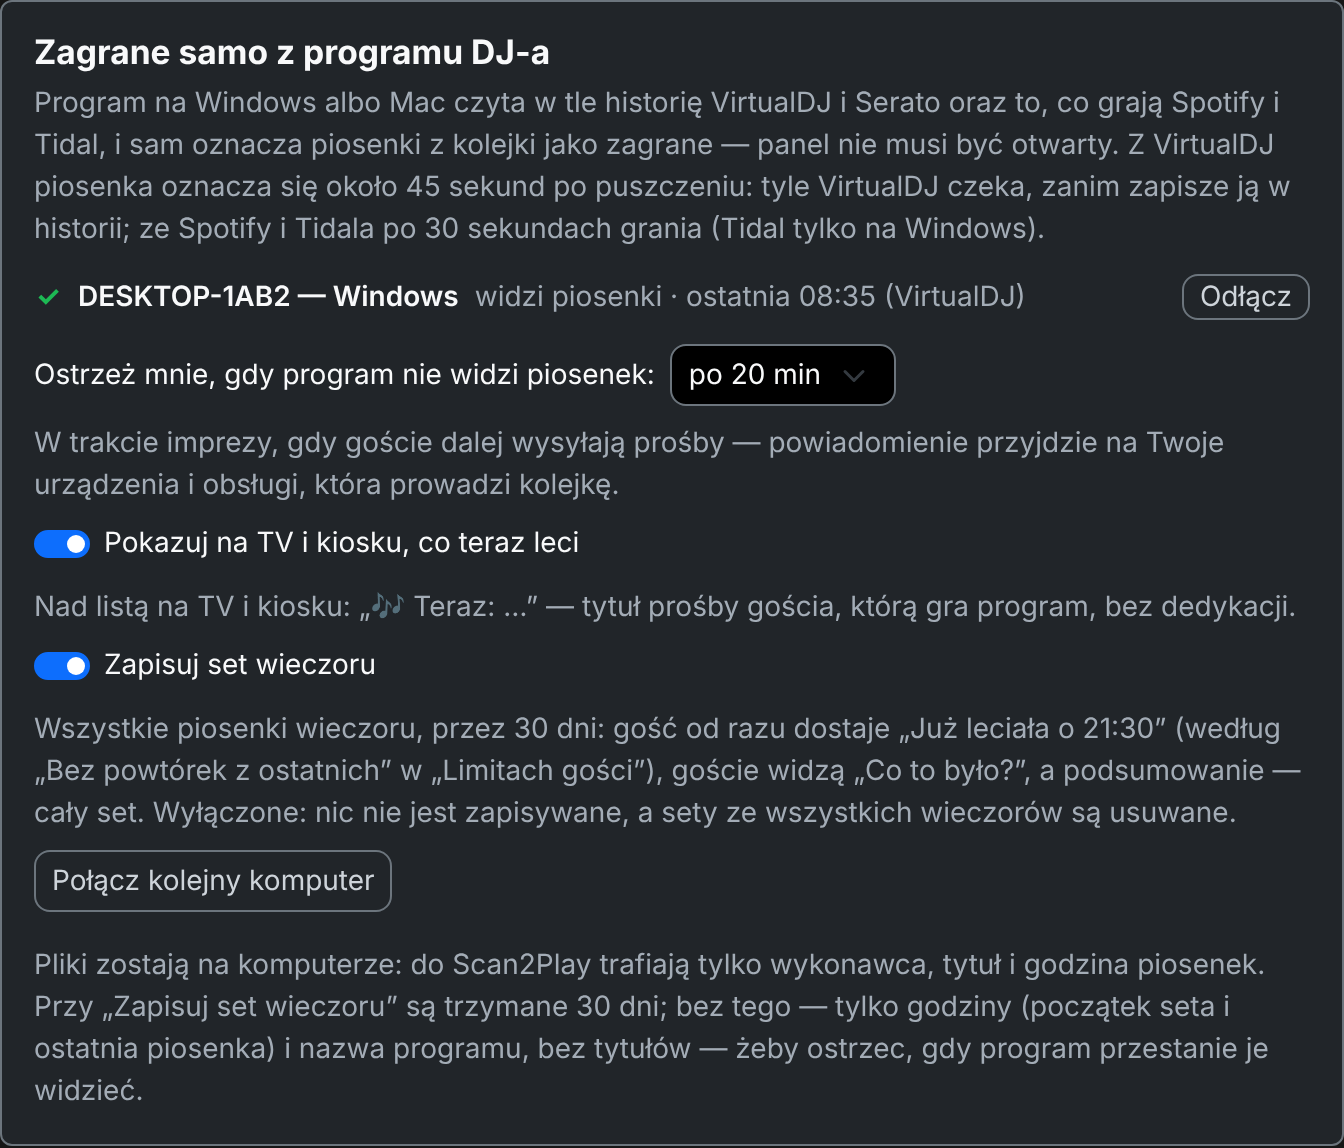 Zagrane samo z programu DJ-a
Program na Windows albo Mac czyta w tle historię VirtualDJ i Serato oraz to, co grają Spotify i
Tidal, i sam oznacza piosenki z kolejki jako zagrane — panel nie musi być otwarty. Z VirtualDJ
piosenka oznacza się około 45 sekund po puszczeniu: tyle VirtualDJ czeka, zanim zapisze ją w
historii; ze Spotify i Tidala po 30 sekundach grania (Tidal tylko na Windows).
DESKTOP-1AB2 — Windows widzi piosenki · ostatnia 08:35 (VirtualDJ) Odłącz
Ostrzeż mnie, gdy program nie widzi piosenek: po 20 min
W trakcie imprezy, gdy goście dalej wysyłają prośby — powiadomienie przyjdzie na Twoje
urządzenia i obsługi, która prowadzi kolejkę.
Pokazuj na TV i kiosku, co teraz leci
Nad listą na TV i kiosku: „🎶 Teraz: …” — tytuł prośby gościa, którą gra program, bez dedykacji.
Zapisuj set wieczoru
Wszystkie piosenki wieczoru, przez 30 dni: gość od razu dostaje „Już leciała o 21:30” (według
„Bez powtórek z ostatnich” w „Limitach gości”), goście widzą „Co to było?”, a podsumowanie —
cały set. Wyłączone: nic nie jest zapisywane, a sety ze wszystkich wieczorów są usuwane.
Połącz kolejny komputer
Pliki zostają na komputerze: do Scan2Play trafiają tylko wykonawca, tytuł i godzina piosenek.
Przy „Zapisuj set wieczoru” są trzymane 30 dni; bez tego — tylko godziny (początek seta i
ostatnia piosenka) i nazwa programu, bez tytułów — żeby ostrzec, gdy program przestanie je
widzieć.